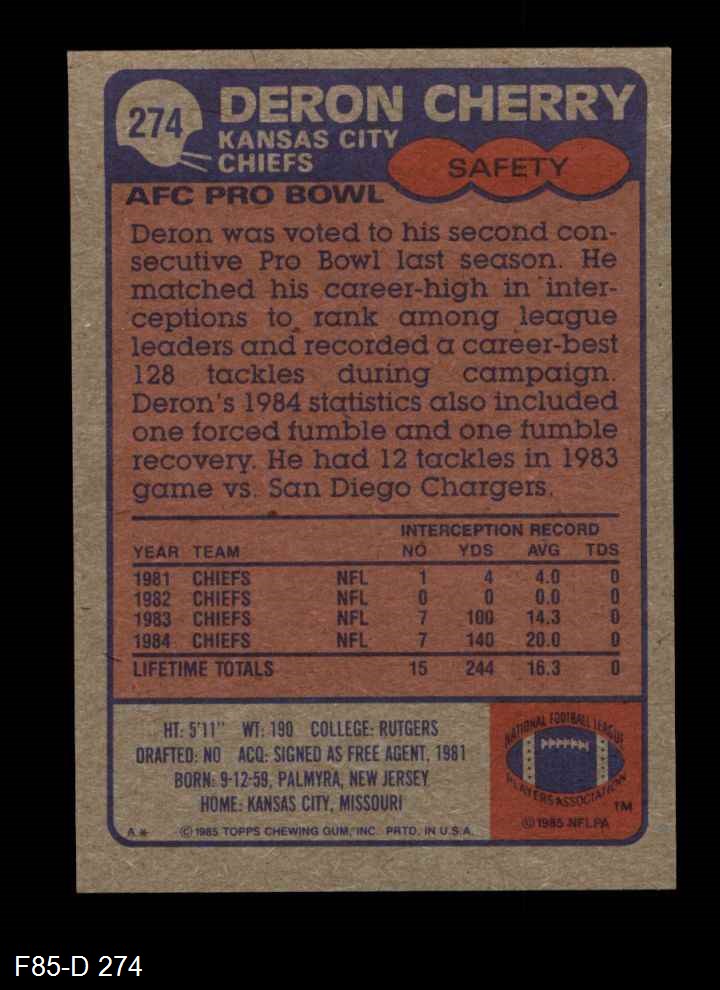 274
DERON CHERRY
KANSAS CITY
CHIEFS
SAFETY
AFC PRO BOWL
Deron was voted to his second con-
secutive Pro Bowl last season. He
matched his career-high in inter-
ceptions to rank among league
leaders and recorded a career-best
128 tackles during campaign.
Deron's 1984 statistics also included
one forced fumble and one fumble
recovery. He had 12 tackles in 1983
game vs. San Diego Chargers.
INTERCEPTION RECORD
YEAR TEAM NO YDS AVG TDS
1981 CHIEFS NFL 1 4 4.0 0
1982 CHIEFS NFL 0 0 0.0 0
1983 CHIEFS NFL 7 100 14.3 0
1984 CHIEFS NFL 7 140 20.0 0
LIFETIME TOTALS 15 244 16.3 0
HT: 5'11" WT: 190 COLLEGE: RUTGERS
DRAFTED: NO ACQ: SIGNED AS FREE AGENT, 1981
BORN: 9-12-59, PALMYRA, NEW JERSEY
HOME: KANSAS CITY, MISSOURI
A* © 1985 TOPPS CHEWING GUM, INC. PRTD. IN U.S.A.
NATIONAL FOOTBALL LEAGUE
PLAYERS ASSOCIATION
TM
© 1985 NFLPA
F85-D 274